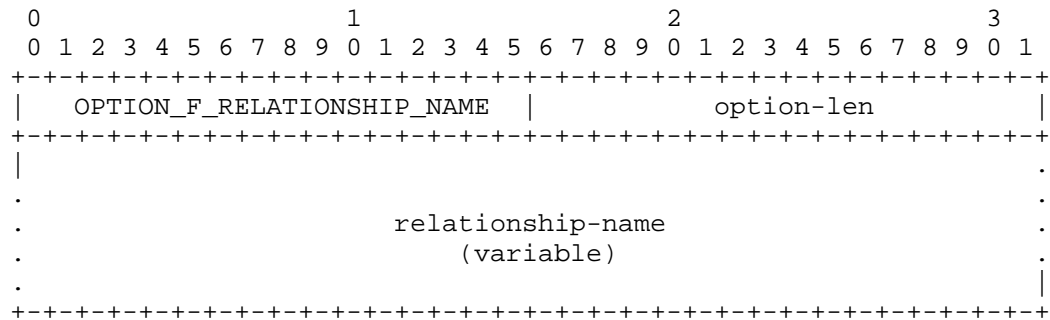 0                   1                   2                   3
 0 1 2 3 4 5 6 7 8 9 0 1 2 3 4 5 6 7 8 9 0 1 2 3 4 5 6 7 8 9 0 1
+-+-+-+-+-+-+-+-+-+-+-+-+-+-+-+-+-+-+-+-+-+-+-+-+-+-+-+-+-+-+-+-+
|   OPTION_F_RELATIONSHIP_NAME  |           option-len          |
+-+-+-+-+-+-+-+-+-+-+-+-+-+-+-+-+-+-+-+-+-+-+-+-+-+-+-+-+-+-+-+-+
|                                                               .
.                                                               .
.                       relationship-name                       .
.                           (variable)                          .
.                                                               |
+-+-+-+-+-+-+-+-+-+-+-+-+-+-+-+-+-+-+-+-+-+-+-+-+-+-+-+-+-+-+-+-+